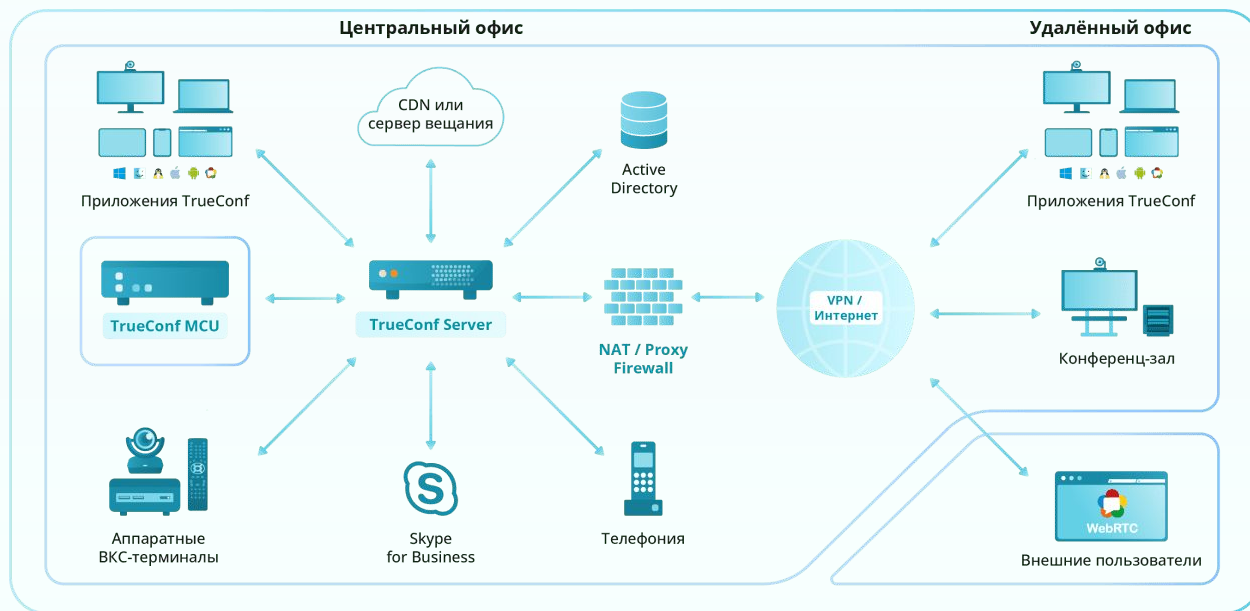 Центральный офис
Удалённый офис
CDN или
сервер вещания
Active
Directory
Приложения TrueConf
Приложения TrueConf
TrueConf MCU
TrueConf Server
NAT / Proxy
Firewall
VPN /
Интернет
Конференц-зал
Аппаратные
ВКС-терминалы
Skype
for Business
Телефония
WebRTC
Внешние пользователи